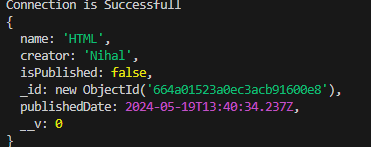 Connection is Successfull
{
  name: 'HTML',
  creator: 'Nihal',
  isPublished: false,
  _id: new ObjectId('664a01523a0ec3acb91600e8'),
  publishedDate: 2024-05-19T13:40:34.237Z,
  __v: 0
}